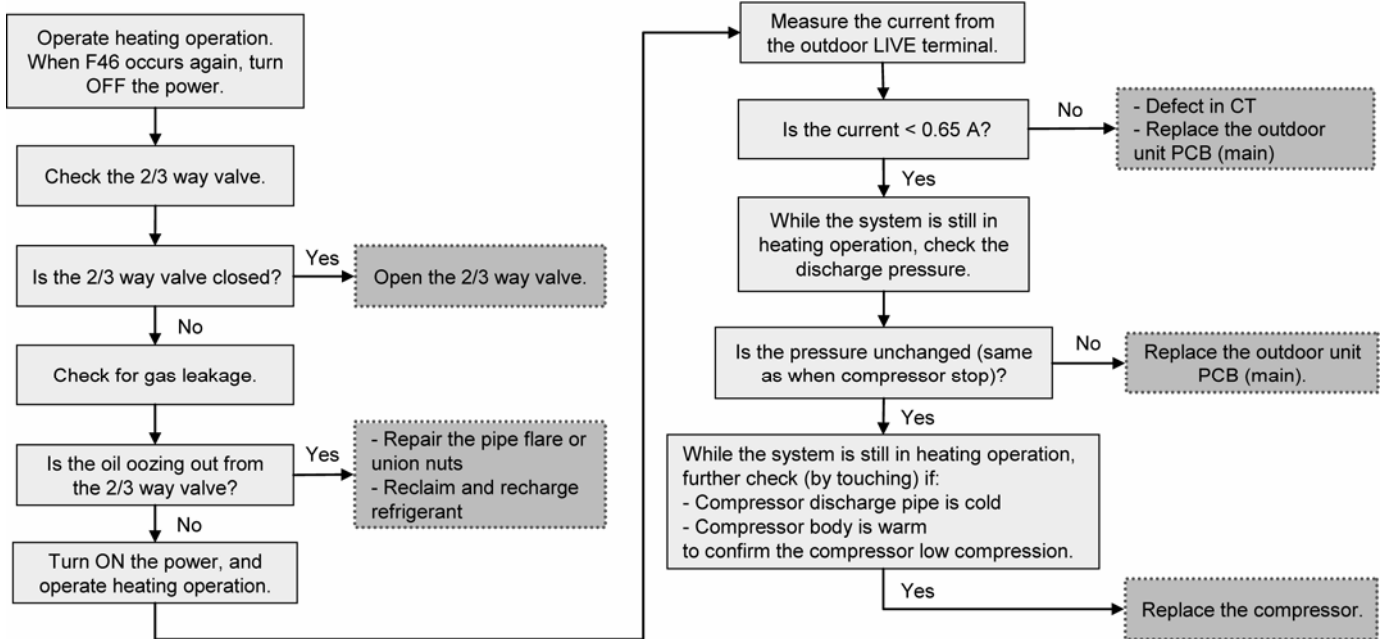 Operate heating operation.
When F46 occurs again, turn
OFF the power.
Check the 2/3 way valve.
Is the 2/3 way valve closed?
Yes
Open the 2/3 way valve.
No
Check for gas leakage.
Is the oil oozing out from
the 2/3 way valve?
Yes
- Repair the pipe flare or
union nuts
- Reclaim and recharge
refrigerant
No
Turn ON the power, and
operate heating operation.
Measure the current from
the outdoor LIVE terminal.
Is the current < 0.65 A?
No
- Defect in CT
- Replace the outdoor
unit PCB (main)
Yes
While the system is still in
heating operation, check the
discharge pressure.
Is the pressure unchanged (same
as when compressor stop)?
No
Replace the outdoor unit
PCB (main).
Yes
While the system is still in heating operation,
further check (by touching) if:
- Compressor discharge pipe is cold
- Compressor body is warm
to confirm the compressor low compression.
Yes
Replace the compressor.